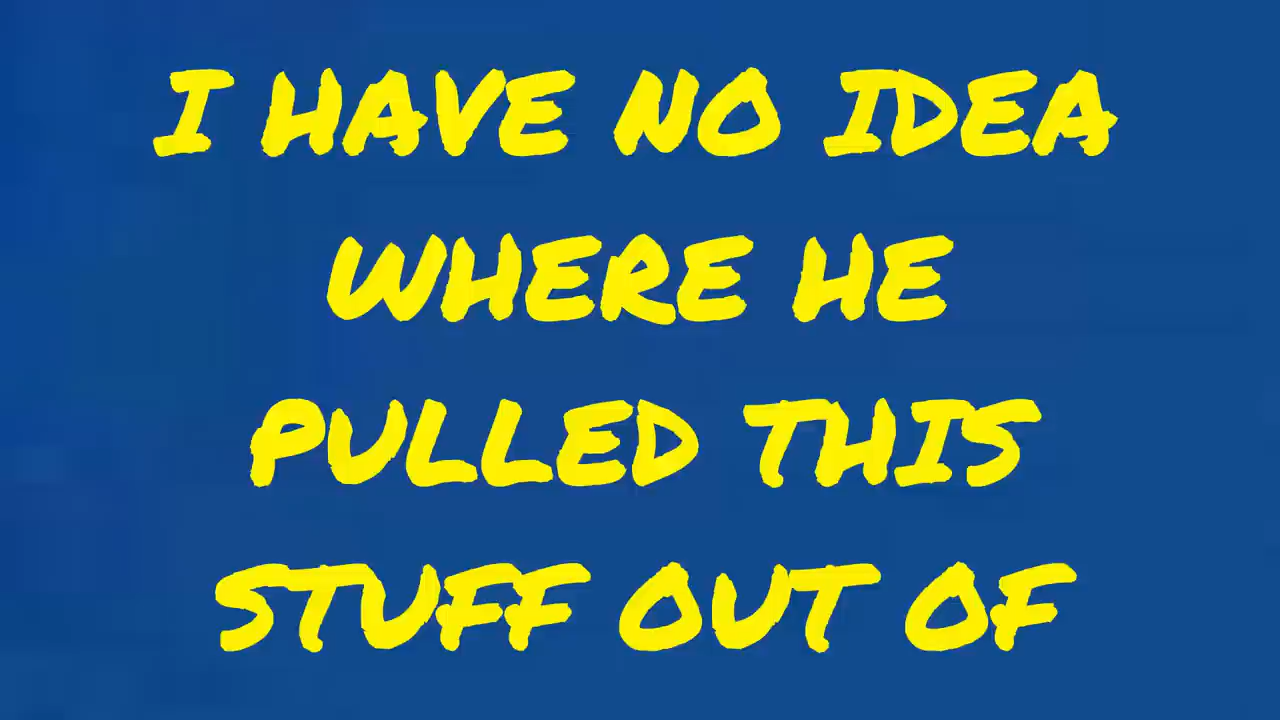 I HAVE NO IDEA
WHERE HE
PULLED THIS
STUFF OUT OF